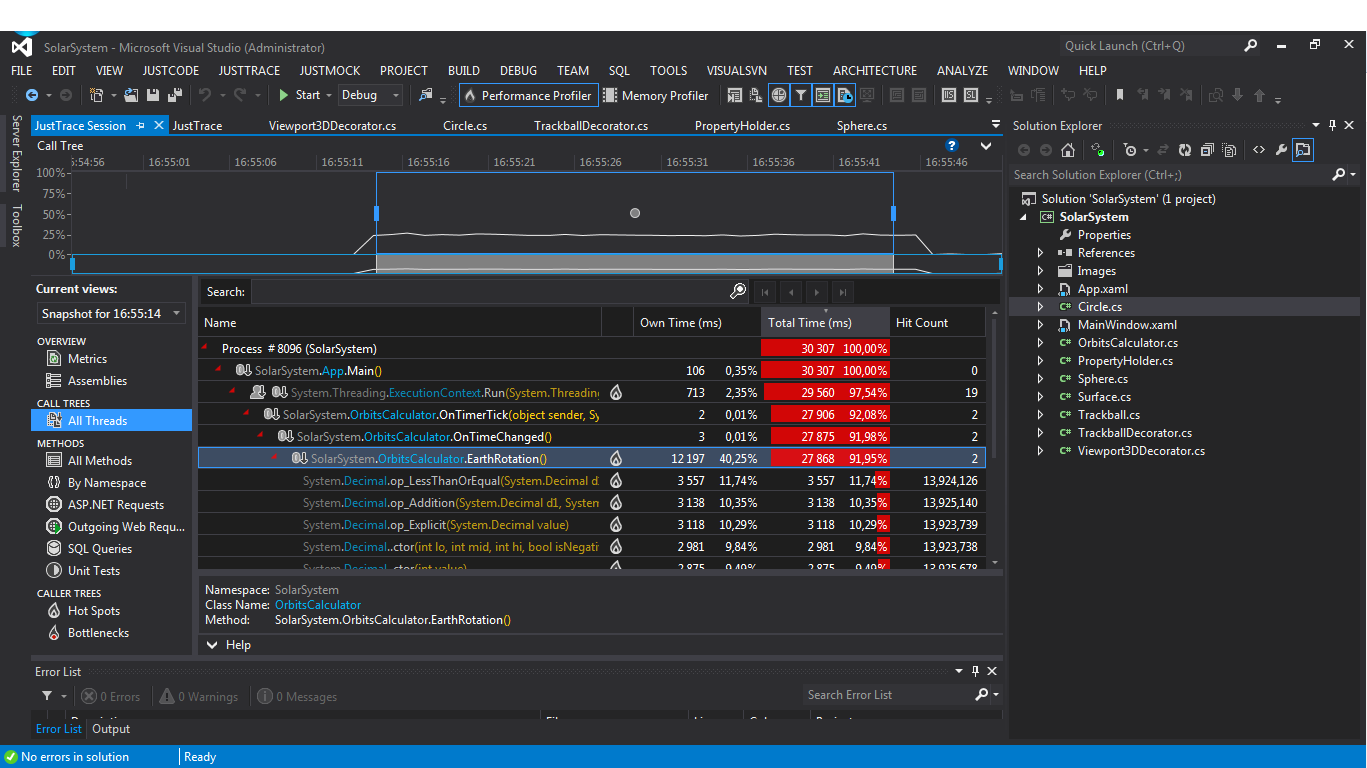 SolarSystem - Microsoft Visual Studio (Administrator)
Quick Launch (Ctrl+Q)
FILE EDIT VIEW JUSTCODE JUSTTRACE JUSTMOCK PROJECT BUILD DEBUG TEAM SQL TOOLS VISUALSVN TEST ARCHITECTURE ANALYZE WINDOW HELP
Start Debug Performance Profiler Memory Profiler
Server Explorer
Toolbox
JustTrace Session JustTrace Viewport3DDecorator.cs Circle.cs TrackballDecorator.cs PropertyHolder.cs Sphere.cs
Call Tree
16:55:01 16:55:06 16:55:11 16:55:16 16:55:21 16:55:26 16:55:31 16:55:36 16:55:41 16:55:46
100%
75%
50%
25%
0%
Current views:
Snapshot for 16:55:14
OVERVIEW
Metrics
Assemblies
CALL TREES
All Threads
METHODS
All Methods
By Namespace
ASP.NET Requests
Outgoing Web Requ...
SQL Queries
Unit Tests
CALLER TREES
Hot Spots
Bottlenecks
Search:
Name Own Time (ms) Total Time (ms) Hit Count
Process # 8096 (SolarSystem) 30 307 100,00%
SolarSystem.App.Main() 106 0,35% 30 307 100,00% 0
System.Threading.ExecutionContext.Run(System.Threading 713 2,35% 29 560 97,54% 19
SolarSystem.OrbitsCalculator.OnTimerTick(object sender, Sy 2 0,01% 27 906 92,08% 2
SolarSystem.OrbitsCalculator.OnTimeChanged() 3 0,01% 27 875 91,98% 2
SolarSystem.OrbitsCalculator.EarthRotation() 12 197 40,25% 27 868 91,95% 2
System.Decimal.op_LessThanOrEqual(System.Decimal d 3 557 11,74% 3 557 11,74% 13,924,126
System.Decimal.op_Addition(System.Decimal d1, System 3 138 10,35% 3 138 10,35% 13,925,140
System.Decimal.op_Explicit(System.Decimal value) 3 118 10,29% 3 118 10,29% 13,923,739
System.Decimal..ctor(int lo, int mid, int hi, bool isNegati 2 981 9,84% 2 981 9,84% 13,923,738
System.Decimal..ctor(int value) 2 875 9,49% 2 875 9,49% 13,925,678
Namespace: SolarSystem
Class Name: OrbitsCalculator
Method: SolarSystem.OrbitsCalculator.EarthRotation()
Help
Error List
0 Errors 0 Warnings 0 Messages
Search Error List
Error List Output
Solution Explorer
Search Solution Explorer (Ctrl+;)
Solution 'SolarSystem' (1 project)
C# SolarSystem
Properties
References
Images
App.xaml
C# Circle.cs
MainWindow.xaml
C# OrbitsCalculator.cs
C# PropertyHolder.cs
C# Sphere.cs
C# Surface.cs
C# Trackball.cs
C# TrackballDecorator.cs
C# Viewport3DDecorator.cs
No errors in solution Ready